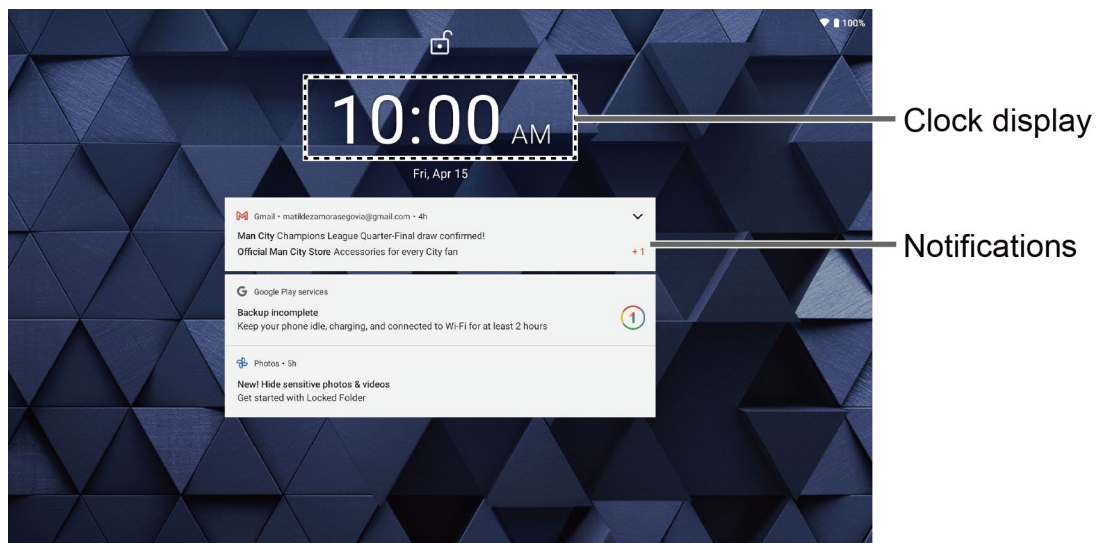 100%
10:00 AM
Clock display
Fri, Apr 15
Gmail • matildezamorasegovia@gmail.com • 4h
Man City Champions League Quarter-Final draw confirmed!
Official Man City Store Accessories for every City fan +1
Notifications
Google Play services
Backup incomplete
Keep your phone idle, charging, and connected to Wi-Fi for at least 2 hours
1
Photos • 5h
New! Hide sensitive photos & videos
Get started with Locked Folder